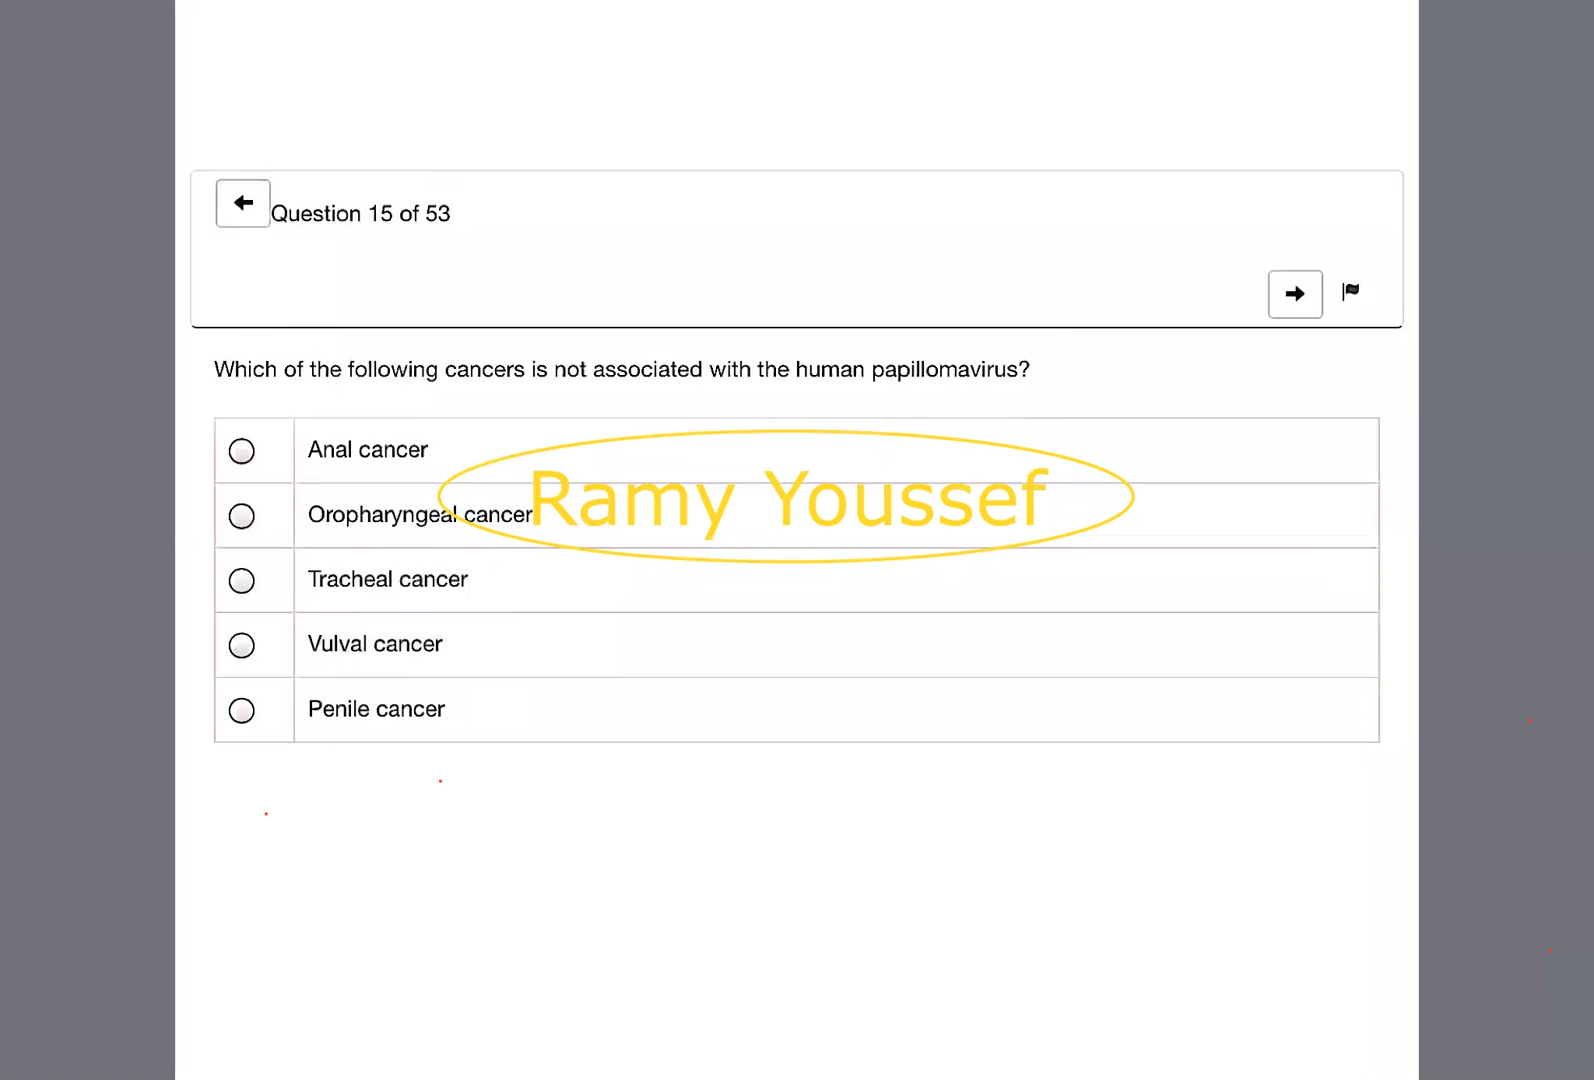 Question 15 of 53
Which of the following cancers is not associated with the human papillomavirus?
Anal cancer
Ramy Youssef
Oropharyngeal cancer
Tracheal cancer
Vulval cancer
Penile cancer